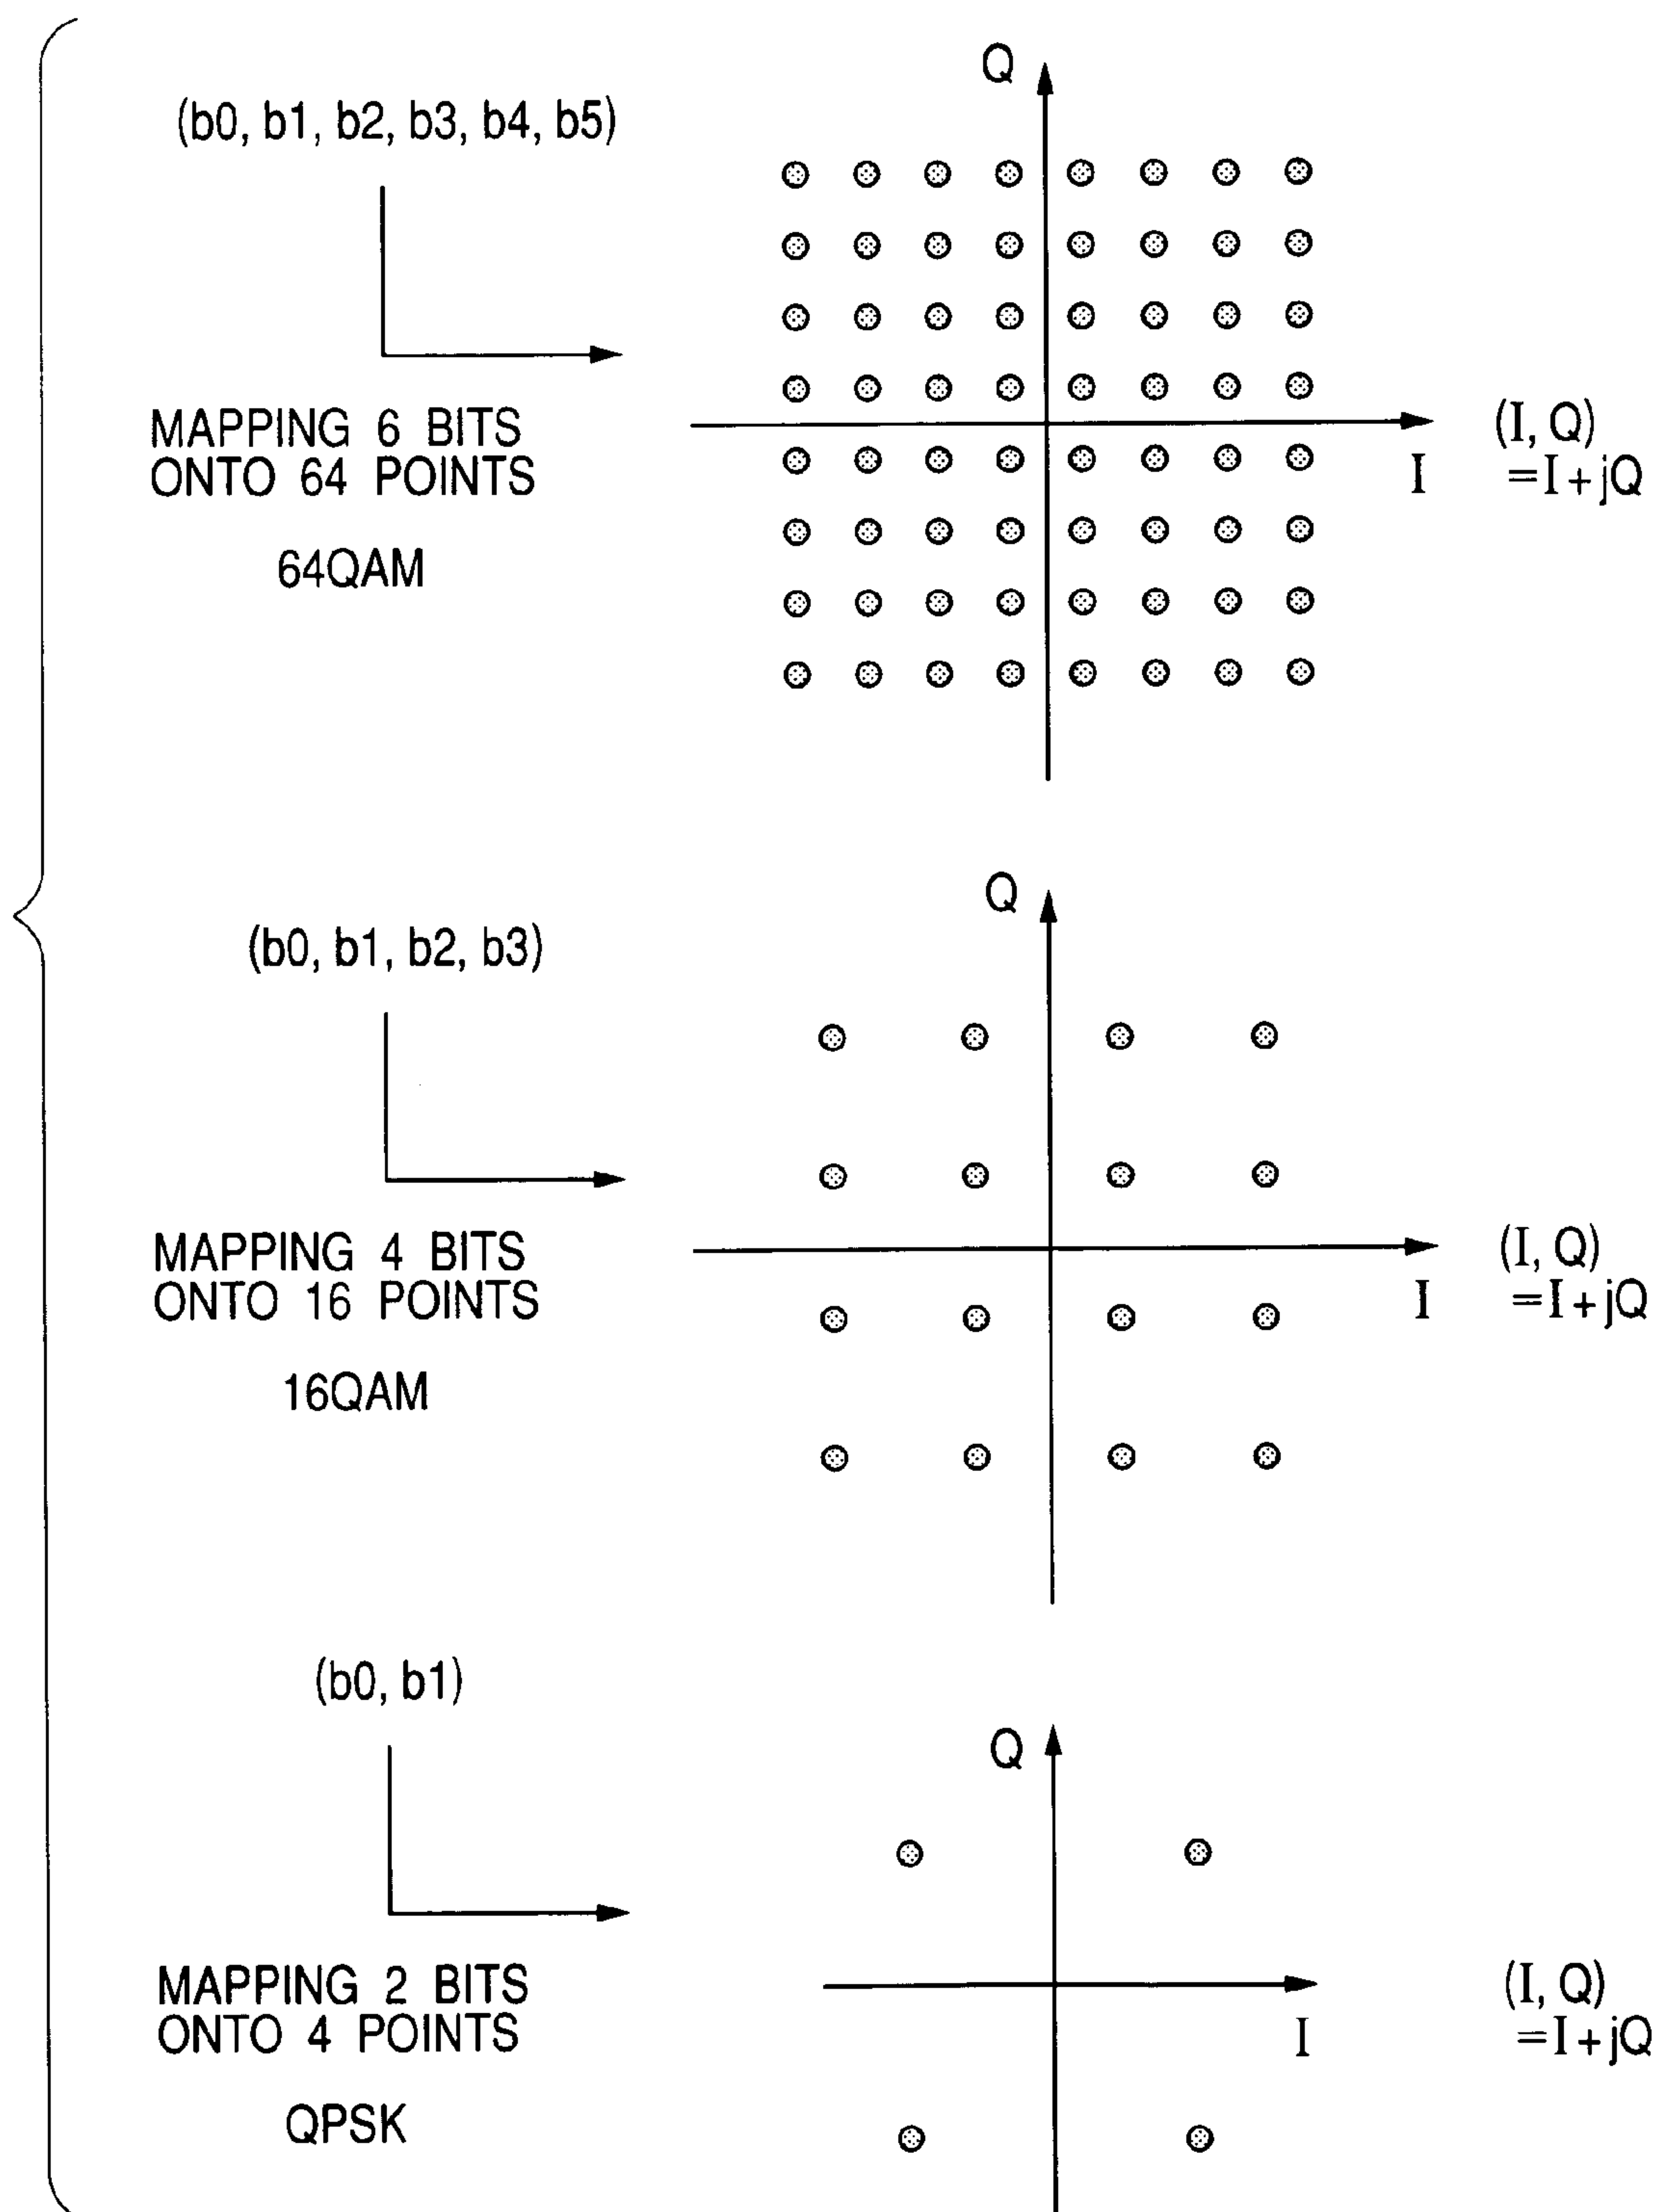 Q
(b0, b1, b2, b3, b4, b5)
MAPPING 6 BITS
ONTO 64 POINTS
64QAM
I
(I, Q)
=I+jQ
Q
(b0, b1, b2, b3)
MAPPING 4 BITS
ONTO 16 POINTS
16QAM
I
(I, Q)
=I+jQ
(b0, b1)
Q
MAPPING 2 BITS
ONTO 4 POINTS
QPSK
I
(I, Q)
=I+jQ